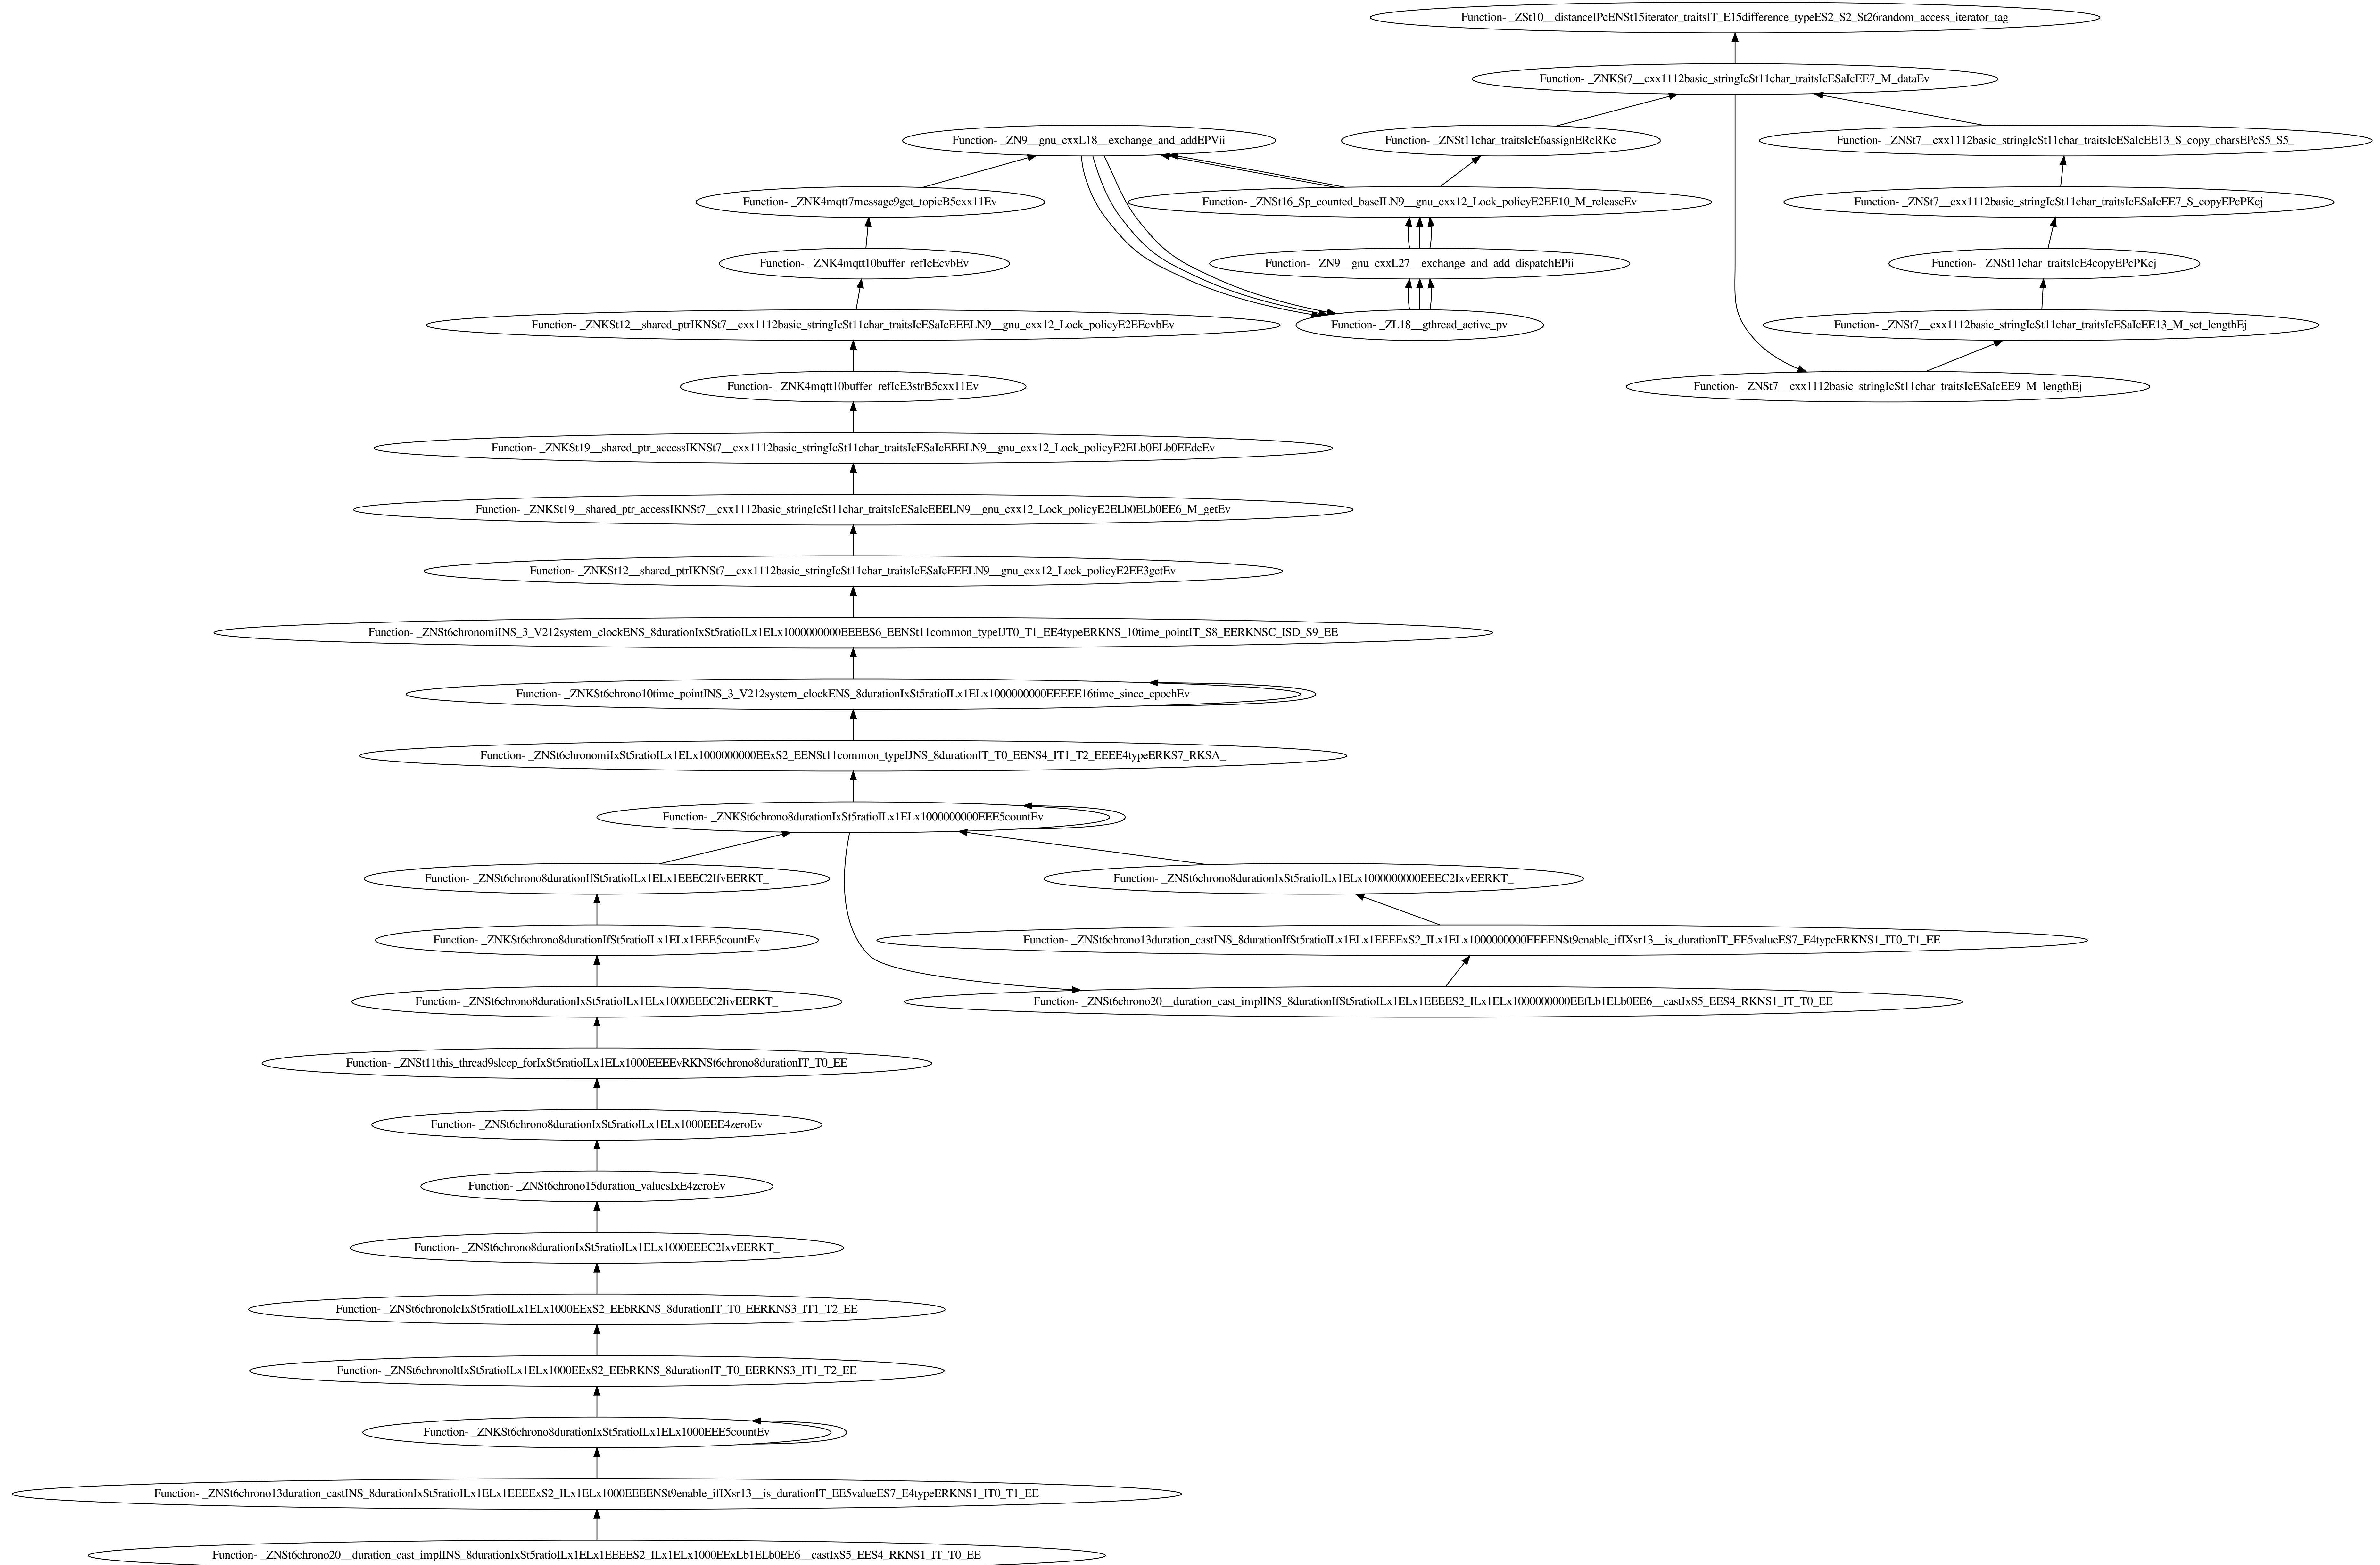 Function- _ZSt10__distanceIPcENSt15iterator_traitsIT_E15difference_typeES2_S2_St26random_access_iterator_tag
Function- _ZNKSt7__cxx1112basic_stringIcSt11char_traitsIcESaIcEE7_M_dataEv
Function- _ZN9__gnu_cxxL18__exchange_and_addEPVii
Function- _ZNSt11char_traitsIcE6assignERcRKc
Function- _ZNSt7__cxx1112basic_stringIcSt11char_traitsIcESaIcEE13_S_copy_charsEPcS5_S5_
Function- _ZNK4mqtt7message9get_topicB5cxx11Ev
Function- _ZNSt16_Sp_counted_baseILN9__gnu_cxx12_Lock_policyE2EE10_M_releaseEv
Function- _ZNSt7__cxx1112basic_stringIcSt11char_traitsIcESaIcEE7_S_copyEPcPKcj
Function- _ZNK4mqtt10buffer_refIcEcvbEv
Function- _ZN9__gnu_cxxL27__exchange_and_add_dispatchEPii
Function- _ZNSt11char_traitsIcE4copyEPcPKcj
Function- _ZNKSt12__shared_ptrIKNSt7__cxx1112basic_stringIcSt11char_traitsIcESaIcEEELN9__gnu_cxx12_Lock_policyE2EEcvbEv
Function- _ZL18__gthread_active_pv
Function- _ZNSt7__cxx1112basic_stringIcSt11char_traitsIcESaIcEE13_M_set_lengthEj
Function- _ZNK4mqtt10buffer_refIcE3strB5cxx11Ev
Function- _ZNSt7__cxx1112basic_stringIcSt11char_traitsIcESaIcEE9_M_lengthEj
Function- _ZNKSt19__shared_ptr_accessIKNSt7__cxx1112basic_stringIcSt11char_traitsIcESaIcEEELN9__gnu_cxx12_Lock_policyE2ELb0ELb0EEdeEv
Function- _ZNKSt19__shared_ptr_accessIKNSt7__cxx1112basic_stringIcSt11char_traitsIcESaIcEEELN9__gnu_cxx12_Lock_policyE2ELb0ELb0EE6_M_getEv
Function- _ZNKSt12__shared_ptrIKNSt7__cxx1112basic_stringIcSt11char_traitsIcESaIcEEELN9__gnu_cxx12_Lock_policyE2EE3getEv
Function- _ZNSt6chronomiINS_3_V212system_clockENS_8durationIxSt5ratioILx1ELx1000000000EEEES6_EENSt11common_typeIJT0_T1_EE4typeERKNS_10time_pointIT_S8_EERKNSC_ISD_S9_EE
Function- _ZNKSt6chrono10time_pointINS_3_V212system_clockENS_8durationIxSt5ratioILx1ELx1000000000EEEEE16time_since_epochEv
Function- _ZNSt6chronomiIxSt5ratioILx1ELx1000000000EExS2_EENSt11common_typeIJNS_8durationIT_T0_EENS4_IT1_T2_EEEE4typeERKS7_RKSA_
Function- _ZNKSt6chrono8durationIxSt5ratioILx1ELx1000000000EEE5countEv
Function- _ZNSt6chrono8durationIfSt5ratioILx1ELx1EEEC2IfvEERKT_
Function- _ZNSt6chrono8durationIxSt5ratioILx1ELx1000000000EEEC2IxvEERKT_
Function- _ZNKSt6chrono8durationIfSt5ratioILx1ELx1EEE5countEv
Function- _ZNSt6chrono13duration_castINS_8durationIfSt5ratioILx1ELx1EEEExS2_ILx1ELx1000000000EEEENSt9enable_ifIXsr13__is_durationIT_EE5valueES7_E4typeERKNS1_IT0_T1_EE
Function- _ZNSt6chrono8durationIxSt5ratioILx1ELx1000EEEC2IivEERKT_
Function- _ZNSt6chrono20__duration_cast_implINS_8durationIfSt5ratioILx1ELx1EEEES2_ILx1ELx1000000000EEfLb1ELb0EE6__castIxS5_EES4_RKNS1_IT_T0_EE
Function- _ZNSt11this_thread9sleep_forIxSt5ratioILx1ELx1000EEEEvRKNSt6chrono8durationIT_T0_EE
Function- _ZNSt6chrono8durationIxSt5ratioILx1ELx1000EEE4zeroEv
Function- _ZNSt6chrono15duration_valuesIxE4zeroEv
Function- _ZNSt6chrono8durationIxSt5ratioILx1ELx1000EEEC2IxvEERKT_
Function- _ZNSt6chronoleIxSt5ratioILx1ELx1000EExS2_EEbRKNS_8durationIT_T0_EERKNS3_IT1_T2_EE
Function- _ZNSt6chronoltIxSt5ratioILx1ELx1000EExS2_EEbRKNS_8durationIT_T0_EERKNS3_IT1_T2_EE
Function- _ZNKSt6chrono8durationIxSt5ratioILx1ELx1000EEE5countEv
Function- _ZNSt6chrono13duration_castINS_8durationIxSt5ratioILx1ELx1EEEExS2_ILx1ELx1000EEEENSt9enable_ifIXsr13__is_durationIT_EE5valueES7_E4typeERKNS1_IT0_T1_EE
Function- _ZNSt6chrono20__duration_cast_implINS_8durationIxSt5ratioILx1ELx1EEEES2_ILx1ELx1000EExLb1ELb0EE6__castIxS5_EES4_RKNS1_IT_T0_EE